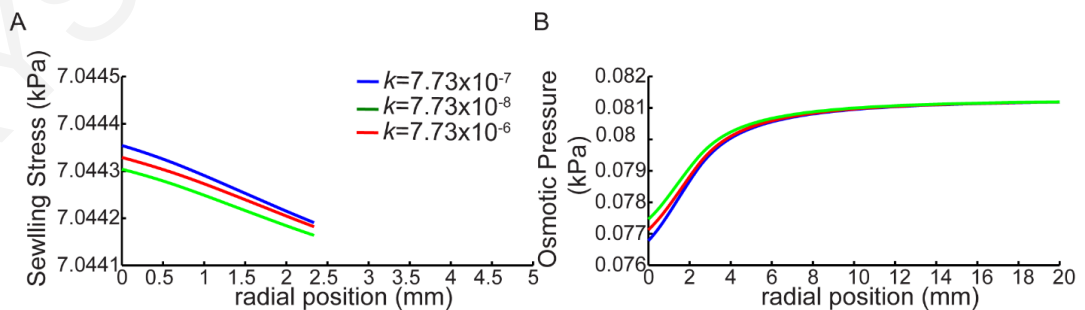 A
B
Sewlling Stress (kPa)
7.0445
7.0444
7.0443
7.0442
7.0441
0 0.5 1 1.5 2 2.5 3 3.5 4 4.5 5
radial position (mm)
k=7.73x10-7
k=7.73x10-8
k=7.73x10-6
Osmotic Pressure
(kPa)
0.082
0.081
0.08
0.079
0.078
0.077
0.076
0 2 4 6 8 10 12 14 16 18 20
radial position (mm)